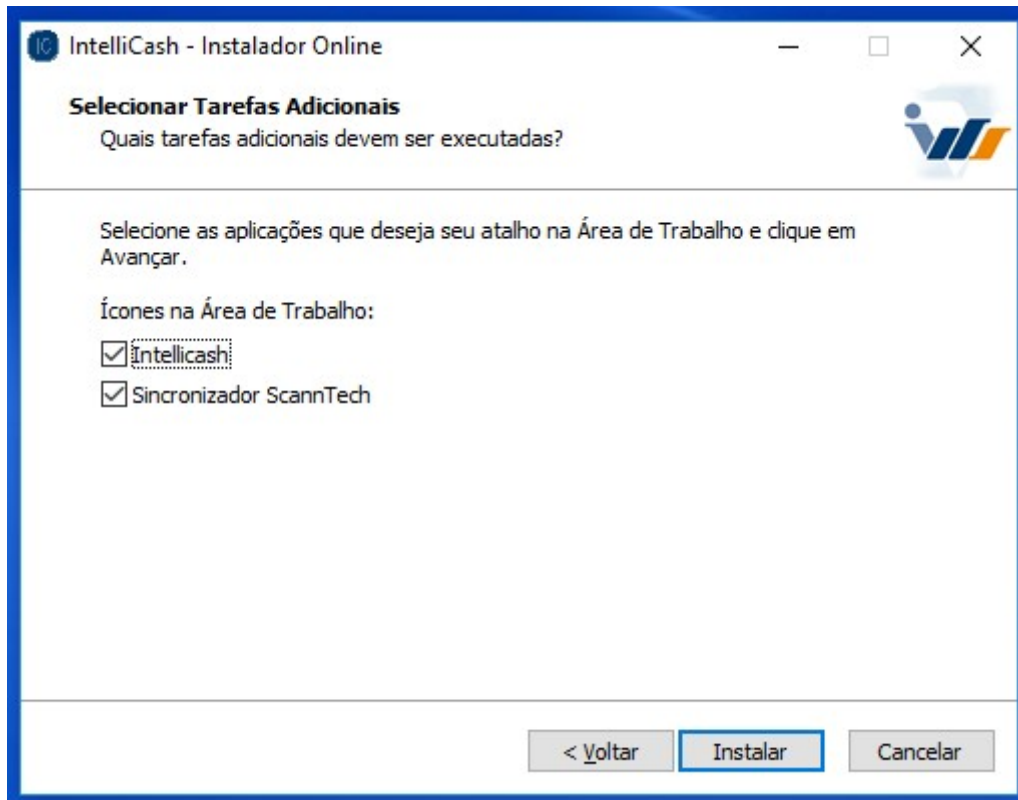 IC IntelliCash - Instalador Online
Selecionar Tarefas Adicionais
Quais tarefas adicionais devem ser executadas?
Selecione as aplicações que deseja seu atalho na Área de Trabalho e clique em
Avançar.
Ícones na Área de Trabalho:
Intellicash
Sincronizador ScannTech
< Voltar Instalar Cancelar